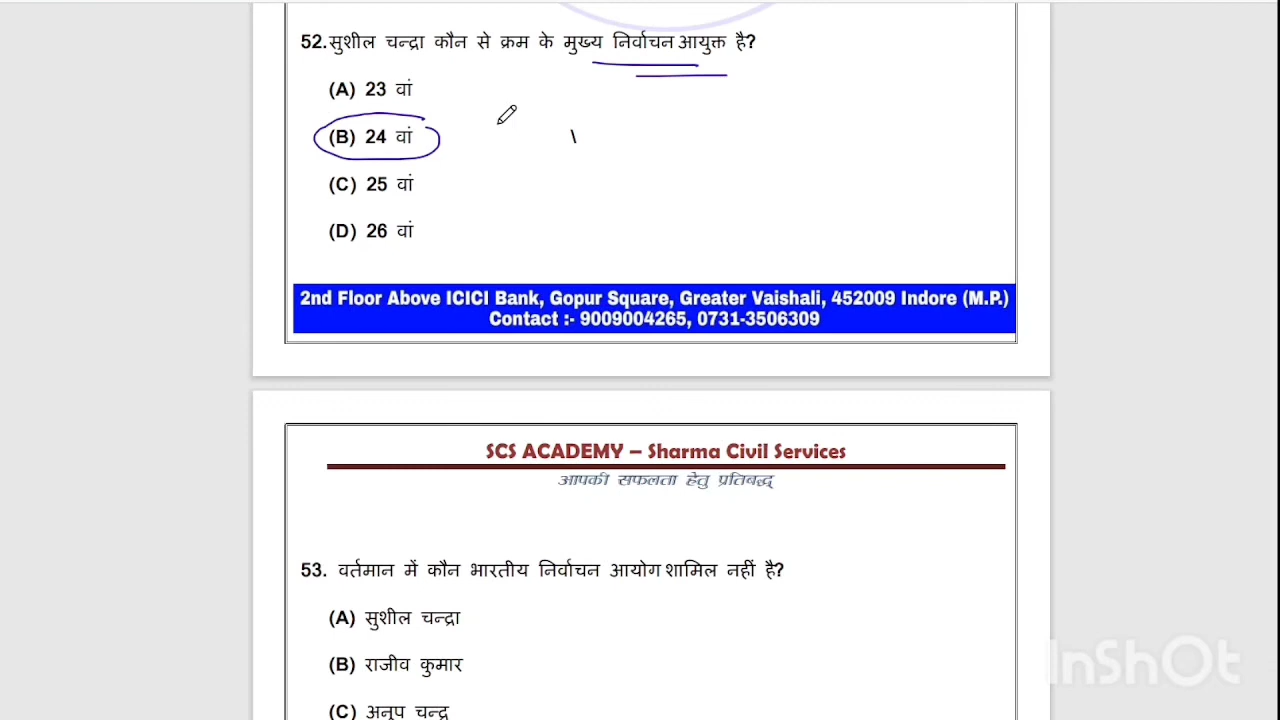 52.सुशील चन्द्रा कौन से क्रम के मुख्य निर्वाचन आयुक्त है?
(A) 23 वां
(B) 24 वां
\
(C) 25 वां
(D) 26 वां
2nd Floor Above ICICI Bank, Gopur Square, Greater Vaishali, 452009 Indore (M.P.)
Contact :- 9009004265, 0731-3506309
SCS ACADEMY – Sharma Civil Services
आपकी सफलता हेतु प्रतिबद्ध
53. वर्तमान में कौन भारतीय निर्वाचन आयोग शामिल नहीं है?
(A) सुशील चन्द्रा
(B) राजीव कुमार
(C) अनूप चन्द्र
InShOt